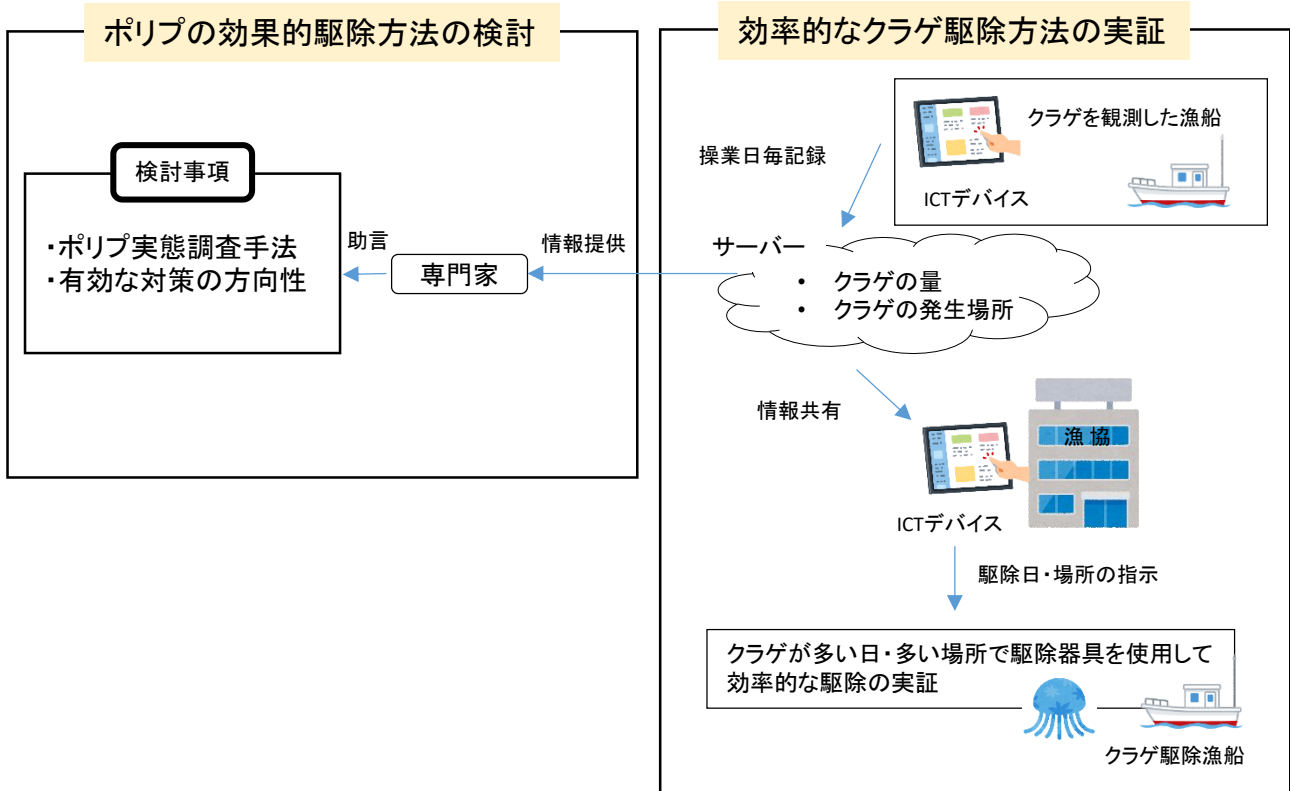 ポリプの効果的駆除方法の検討
検討事項
・ポリプ実態調査手法
・有効な対策の方向性
助言
専門家
情報提供
効率的なクラゲ駆除方法の実証
クラゲを観測した漁船
ICTデバイス
操業日毎記録
サーバー
• クラゲの量
• クラゲの発生場所
情報共有
漁協
ICTデバイス
駆除日・場所の指示
クラゲが多い日・多い場所で駆除器具を使用して
効率的な駆除の実証
クラゲ駆除漁船